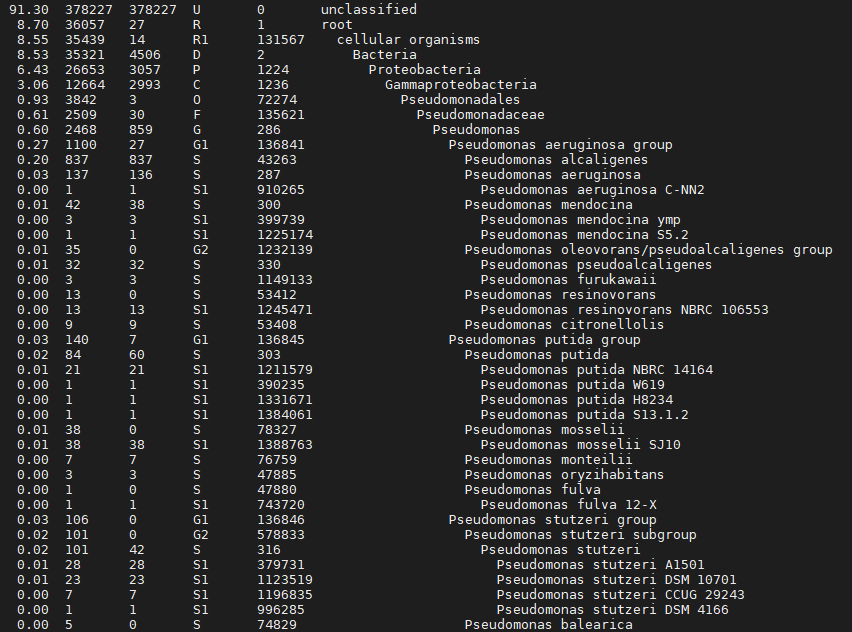 91.30 378227 378227 U 0 unclassified
8.70 36057 27 R 1 root
8.55 35439 14 R1 131567 cellular organisms
8.53 35321 4506 D 2 Bacteria
6.43 26653 3057 P 1224 Proteobacteria
3.06 12664 2993 C 1236 Gammaproteobacteria
0.93 3842 3 O 72274 Pseudomonadales
0.61 2509 30 F 135621 Pseudomonadaceae
0.60 2468 859 G 286 Pseudomonas
0.27 1100 27 G1 136841 Pseudomonas aeruginosa group
0.20 837 837 S 43263 Pseudomonas alcaligenes
0.03 137 136 S 287 Pseudomonas aeruginosa
0.00 1 1 S1 910265 Pseudomonas aeruginosa C-NN2
0.01 42 38 S 300 Pseudomonas mendocina
0.00 3 3 S1 399739 Pseudomonas mendocina ymp
0.00 1 1 S1 1225174 Pseudomonas mendocina S5.2
0.01 35 0 G2 1232139 Pseudomonas oleovorans/pseudoalcaligenes group
0.01 32 32 S 330 Pseudomonas pseudoalcaligenes
0.00 3 3 S 1149133 Pseudomonas furukawaii
0.00 13 0 S 53412 Pseudomonas resinovorans
0.00 13 13 S1 1245471 Pseudomonas resinovorans NBRC 106553
0.00 9 9 S 53408 Pseudomonas citronellolis
0.03 140 7 G1 136845 Pseudomonas putida group
0.02 84 60 S 303 Pseudomonas putida
0.01 21 21 S1 1211579 Pseudomonas putida NBRC 14164
0.00 1 1 S1 390235 Pseudomonas putida W619
0.00 1 1 S1 1331671 Pseudomonas putida H8234
0.00 1 1 S1 1384061 Pseudomonas putida S13.1.2
0.01 38 0 S 78327 Pseudomonas mosselii
0.01 38 38 S1 1388763 Pseudomonas mosselii SJ10
0.00 7 7 S 76759 Pseudomonas monteilii
0.00 3 3 S 47885 Pseudomonas oryzihabitans
0.00 1 0 S 47880 Pseudomonas fulva
0.00 1 1 S1 743720 Pseudomonas fulva 12-X
0.03 106 0 G1 136846 Pseudomonas stutzeri group
0.02 101 0 G2 578833 Pseudomonas stutzeri subgroup
0.02 101 42 S 316 Pseudomonas stutzeri
0.01 28 28 S1 379731 Pseudomonas stutzeri A1501
0.01 23 23 S1 1123519 Pseudomonas stutzeri DSM 10701
0.00 7 7 S1 1196835 Pseudomonas stutzeri CCUG 29243
0.00 1 1 S1 996285 Pseudomonas stutzeri DSM 4166
0.00 5 0 S 74829 Pseudomonas balearica